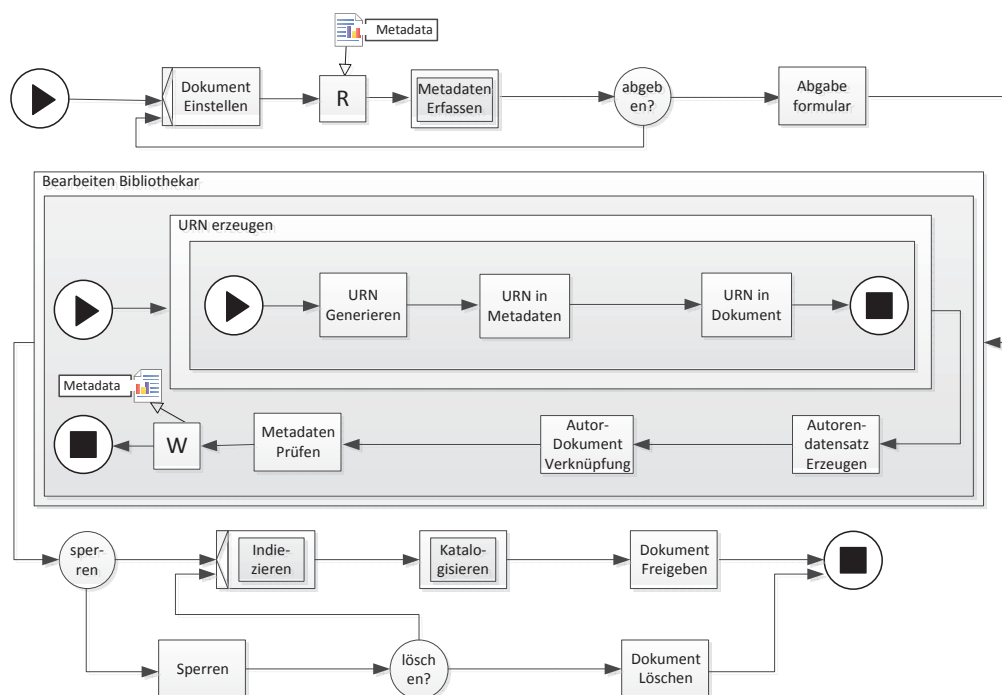 Metadata
Dokument
Einstellen
R
Metadaten
Erfassen
abgeb
en?
Abgabe
formular
Bearbeiten Bibliothekar
URN erzeugen
URN
Generieren
URN in
Metadaten
URN in
Dokument
Metadata
W
Metadaten
Prüfen
Autor-
Dokument
Verknüpfung
Autoren-
datensatz
Erzeugen
sper-
ren
Indie-
zieren
Katalo-
gisieren
Dokument
Freigeben
Sperren
lösch
en?
Dokument
Löschen